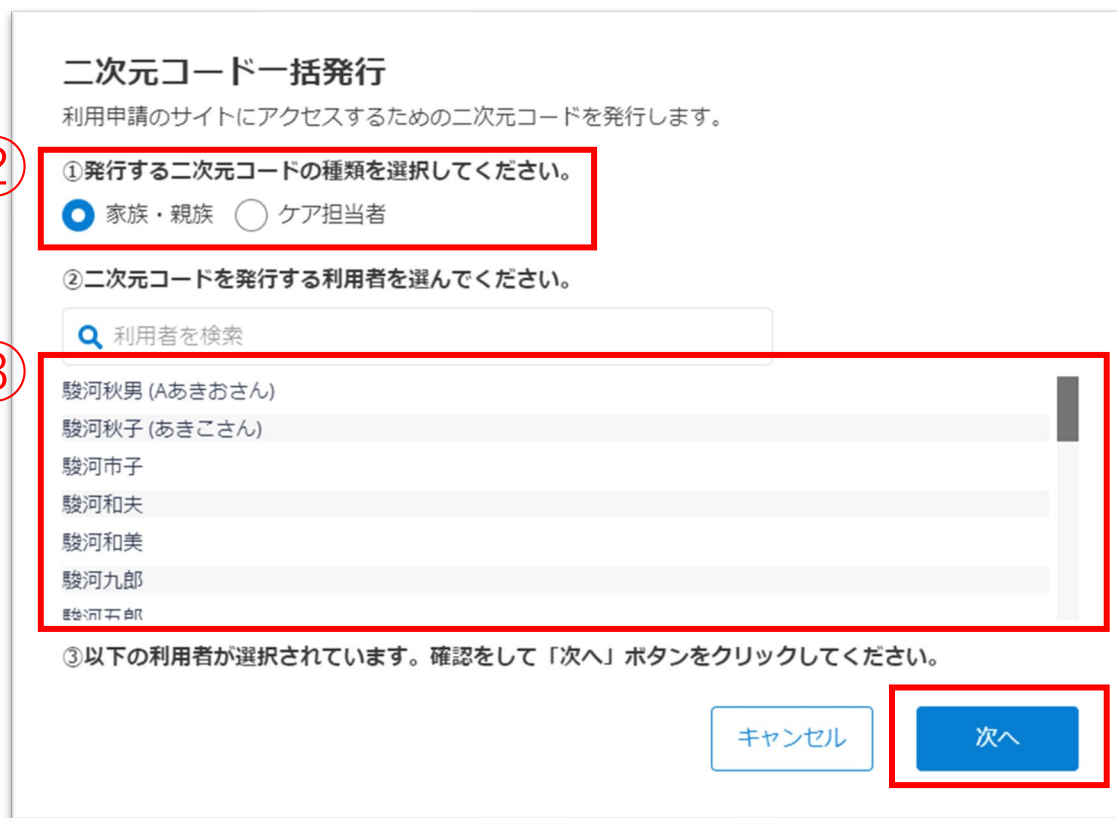 二次元コード一括発行
利用申請のサイトにアクセスするための二次元コードを発行します。
②
①発行する二次元コードの種類を選択してください。
家族・親族 ケア担当者
②二次元コードを発行する利用者を選んでください。
利用者を検索
③
駿河秋男 (Aあきおさん)
駿河秋子 (あきこさん)
駿河市子
駿河和夫
駿河和美
駿河九郎
駿河五郎
③以下の利用者が選択されています。確認をして「次へ」ボタンをクリックしてください。
キャンセル 次へ